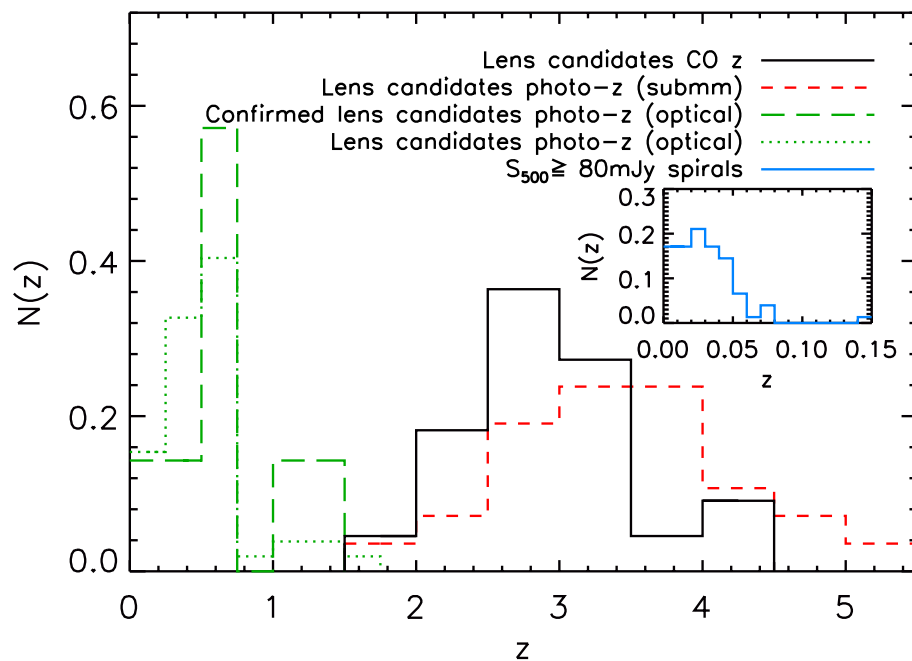 Lens candidates CO z
Lens candidates photo-z (submm)
Confirmed lens candidates photo-z (optical)
Lens candidates photo-z (optical)
S500≧ 80mJy spirals
N(z)
0.6
0.4
0.2
0.0
0 1 2 3 4 5
z
N(z)
0.3
0.2
0.1
0.0
0.00 0.05 0.10 0.15
z